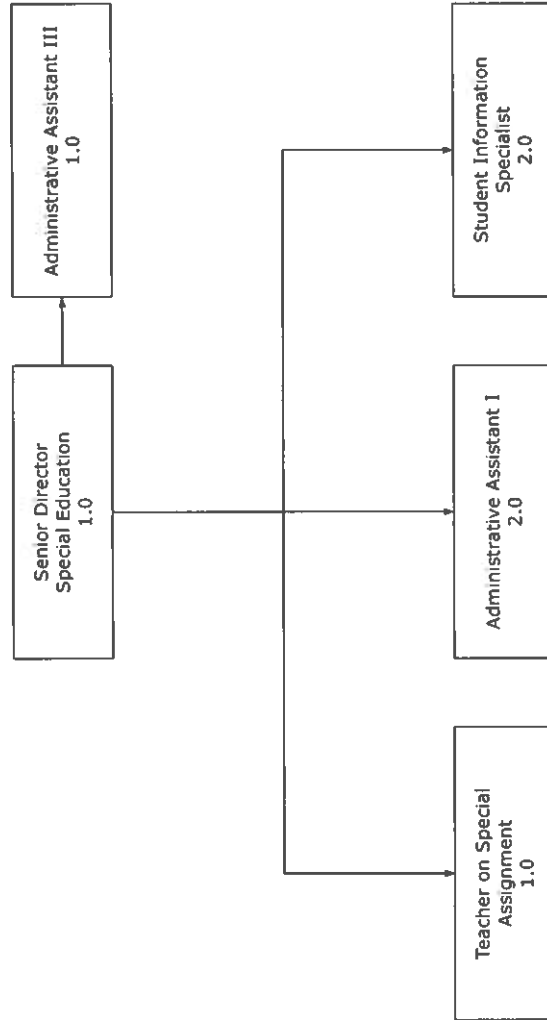 Senior Director
Special Education
1.0
Administrative Assistant III
1.0
Teacher on Special
Assignment
1.0
Administrative Assistant I
2.0
Student Information
Specialist
2.0